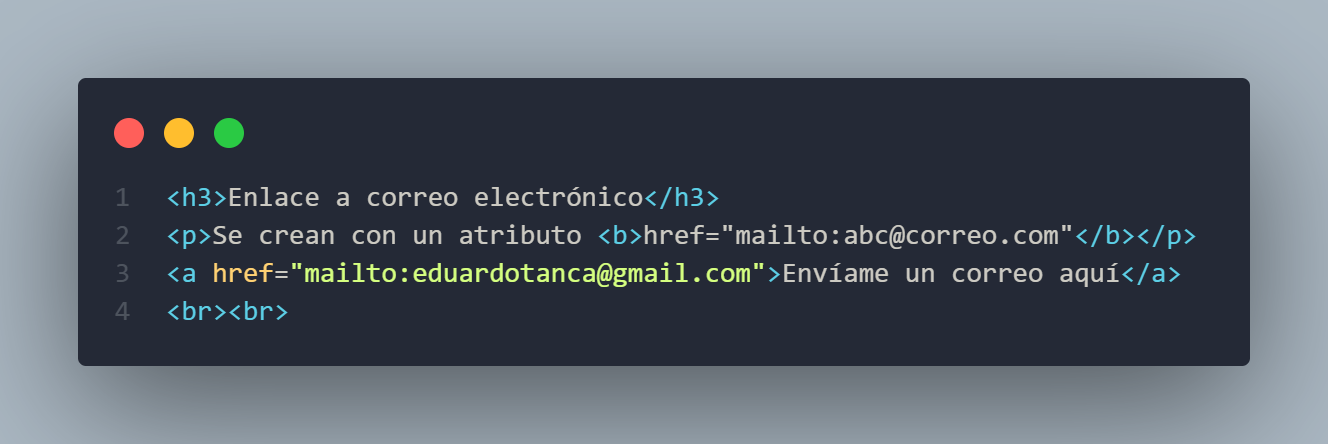 1 <h3>Enlace a correo electrónico</h3>
2 <p>Se crean con un atributo <b>href="mailto:abc@correo.com"</b></p>
3 <a href="mailto:eduardotanca@gmail.com">Envíame un correo aquí</a>
4 <br><br>